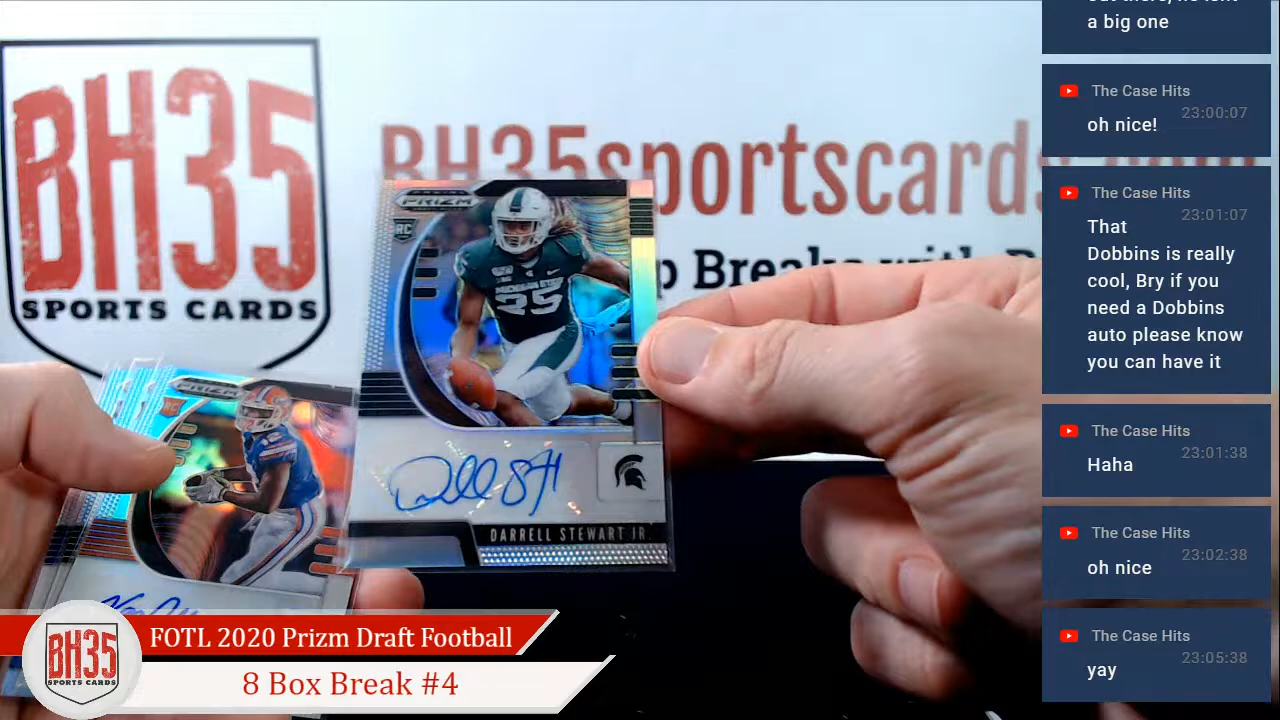 BH35
SPORTS CARDS
BH35sportscards
p Breaks with
PRIZM
RC
MICHIGAN STATE
25
DARRELL STEWART JR.
PRIZM
RC
BH35
SPORTS CARDS
FOTL 2020 Prizm Draft Football
8 Box Break #4
a big one
The Case Hits
23:00:07
oh nice!
The Case Hits
23:01:07
That
Dobbins is really
cool, Bry if you
need a Dobbins
auto please know
you can have it
The Case Hits
23:01:38
Haha
The Case Hits
23:02:38
oh nice
The Case Hits
23:05:38
yay